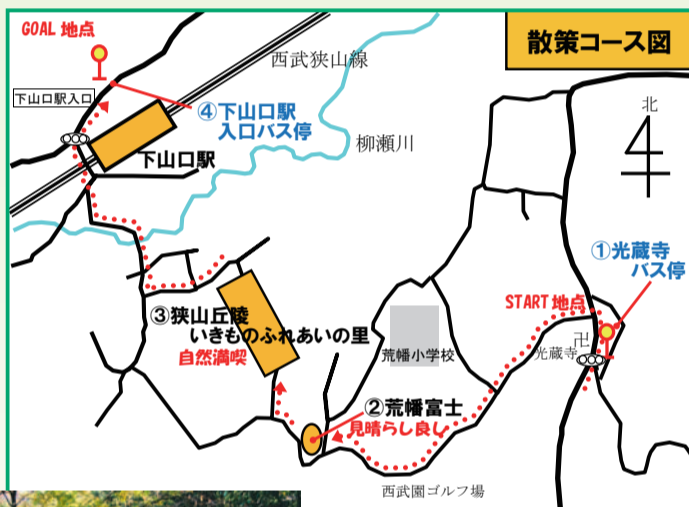 GOAL 地点
散策コース図
西武狭山線
下山口駅入口
④下山口駅
入口バス停
下山口駅
柳瀬川
北
①光蔵寺
バス停
START 地点
卍
光蔵寺
③狭山丘陵
いきものふれあいの里
自然満喫
荒幡小学校
②荒幡富士
見晴らし良し
西武園ゴルフ場